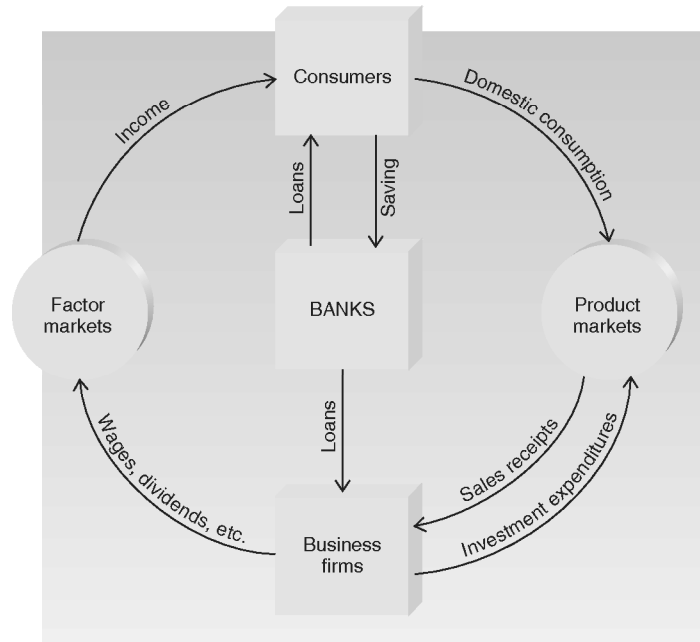 Consumers
Income
Domestic consumption
Loans
Saving
Factor
markets
BANKS
Product
markets
Loans
Wages, dividends, etc.
Sales receipts
Investment expenditures
Business
firms